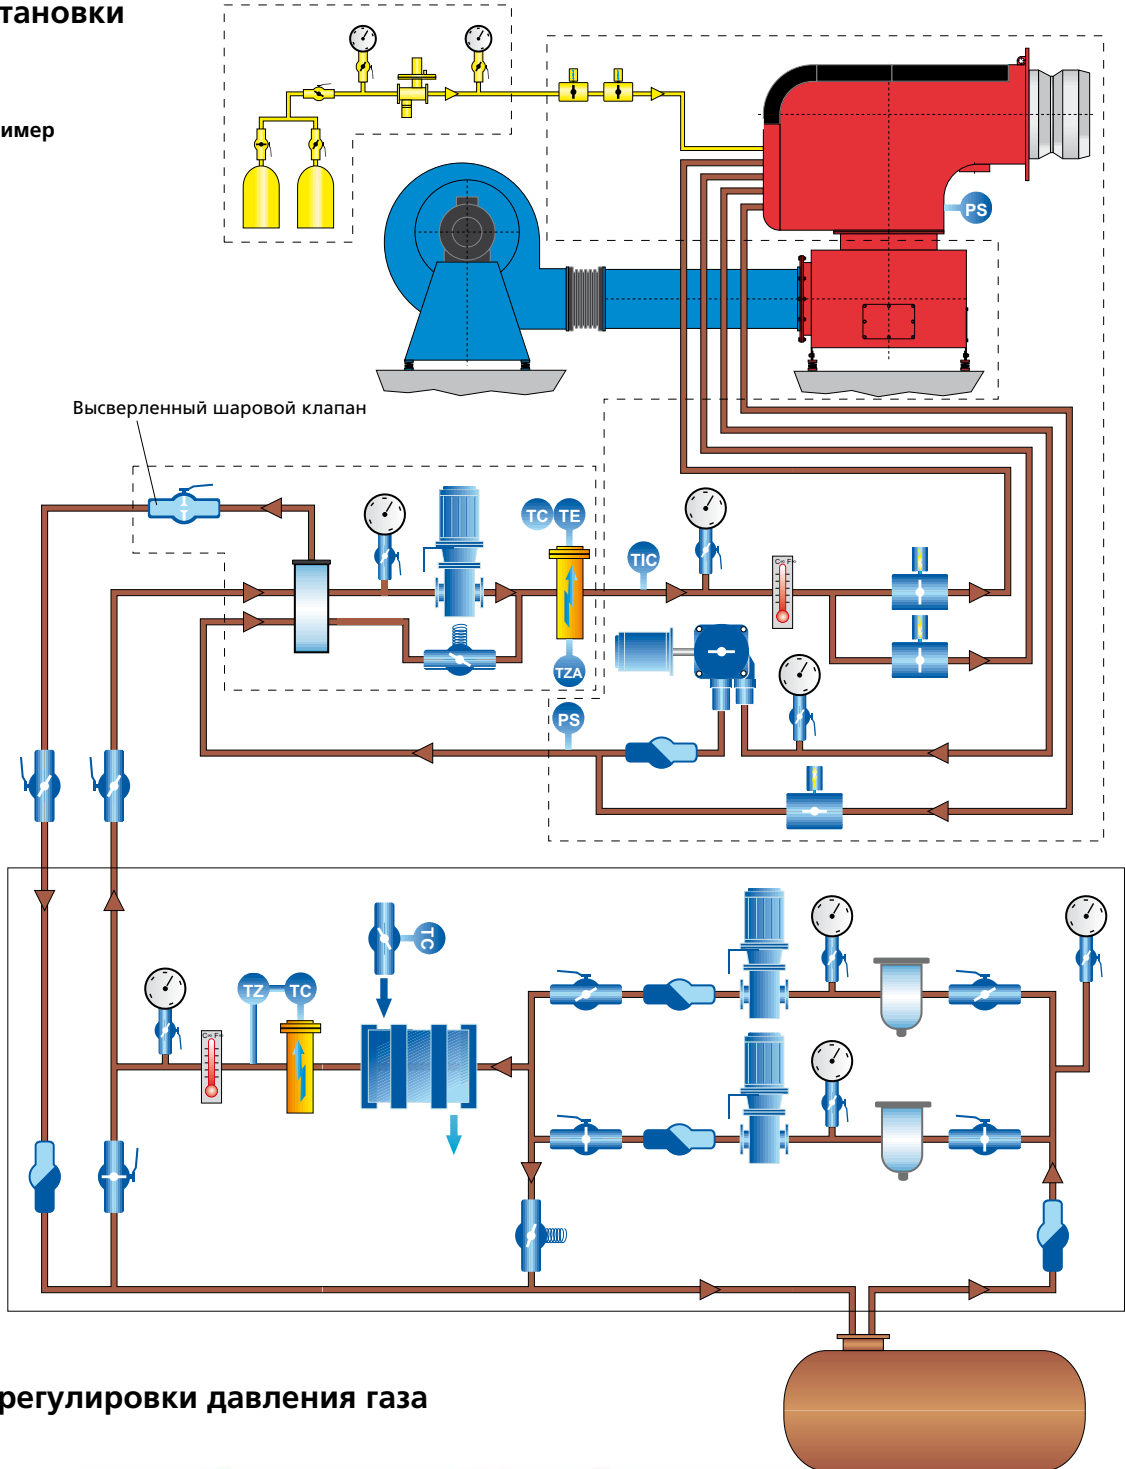 тановки
имер
PS
Высверленный шаровой клапан
TC TE
TIC
C° F°
TZA
PS
TC
TZ TC
C° F°
регулировки давления газа